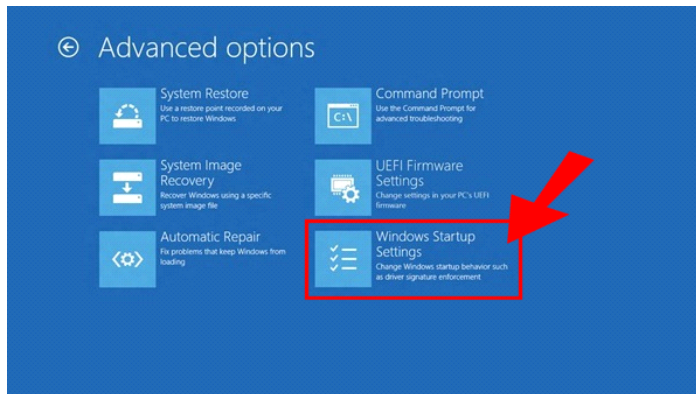 Advanced options
System Restore
Use a restore point recorded on your
PC to restore Windows
Command Prompt
Use the Command Prompt for
advanced troubleshooting
C:\
System Image
Recovery
Recover Windows using a specific
system image file
UEFI Firmware
Settings
Change settings in your PC's UEFI
firmware
Automatic Repair
Fix problems that keep Windows from
loading
Windows Startup
Settings
Change Windows startup behavior such
as driver signature enforcement